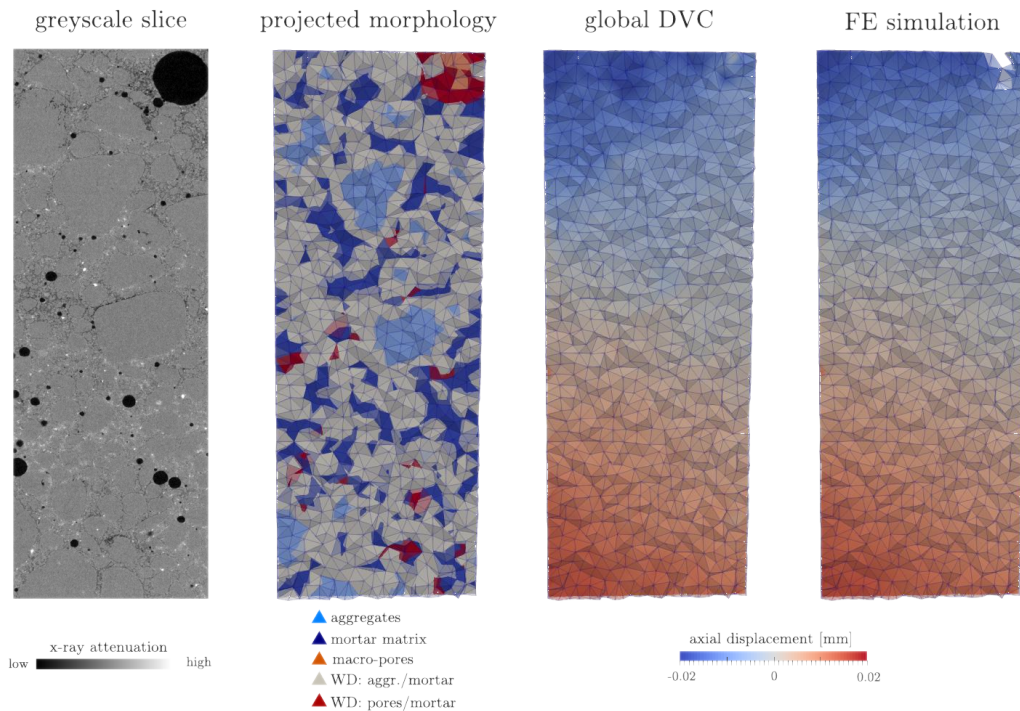 greyscale slice
projected morphology
global DVC
FE simulation
aggregates
mortar matrix
macro-pores
WD: aggr./mortar
WD: pores/mortar
x-ray attenuation
low
high
axial displacement [mm]
-0.02
0
0.02